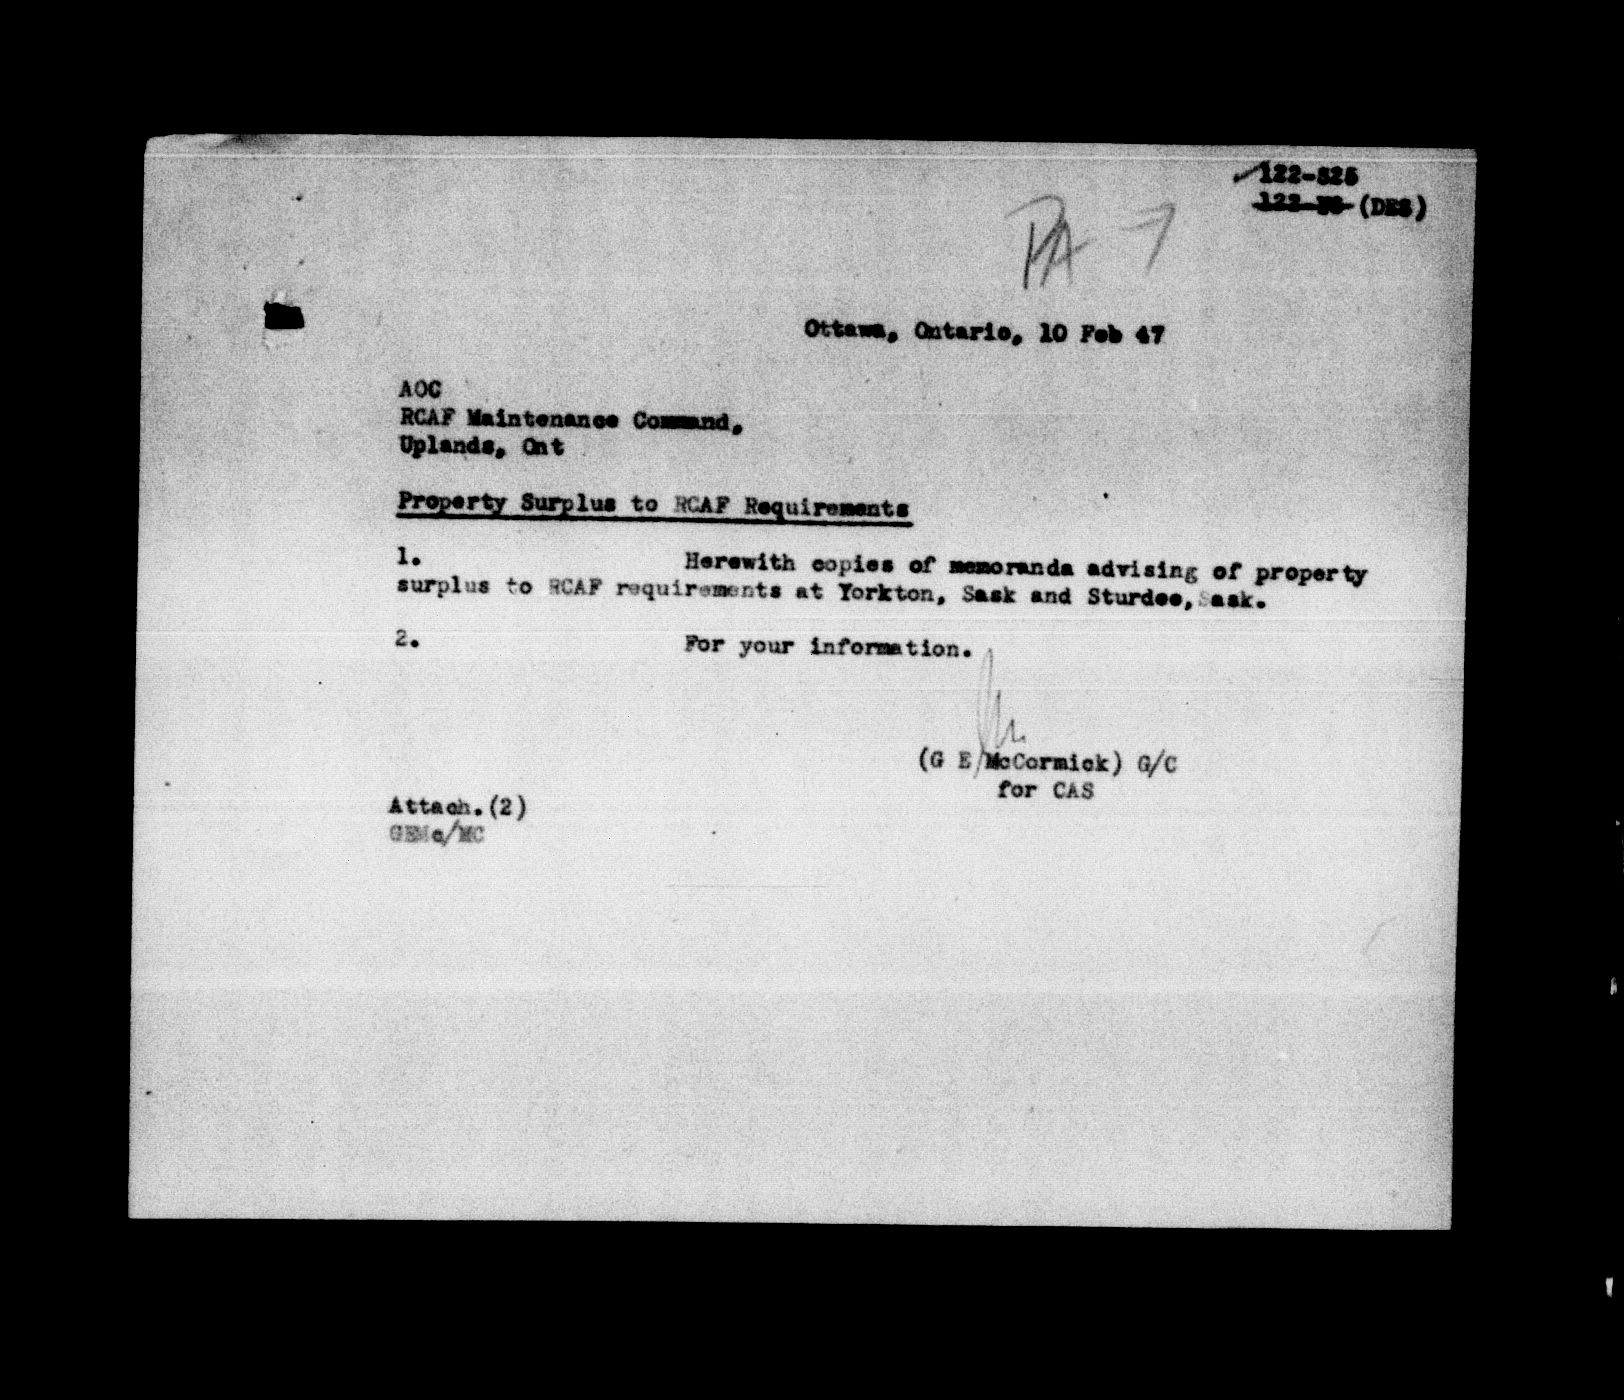 122-S25
(DES)
PA 7
Ottawa, Ontario, 10 Feb 47
AOC
RCAF Maintenance Command,
Uplands, Ont
Property Surplus to RCAF Requirements
1. Herewith copies of memoranda advising of property
surplus to RCAF requirements at Yorkton, Sask and Sturdee, Sask.
2. For your information.
(G E McCormick) G/C
for CAS
Attach.(2)
GEMc/MC